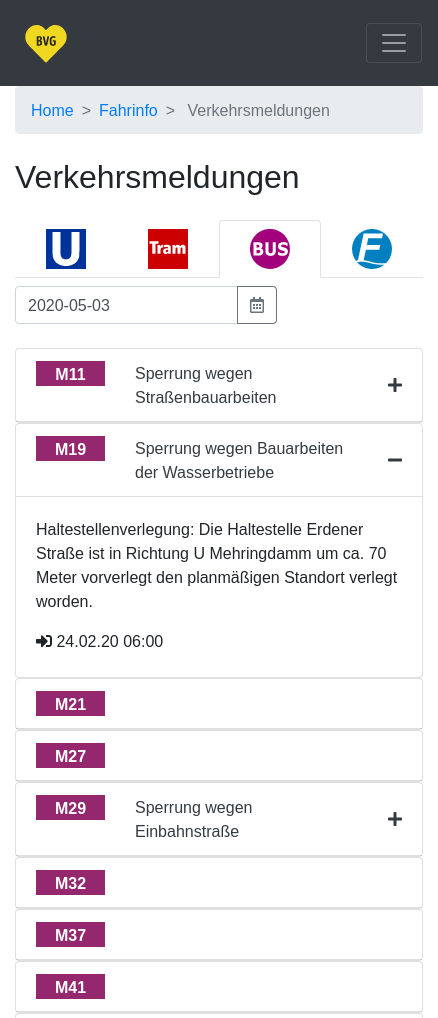 BVG
Home > Fahrinfo > Verkehrsmeldungen
Verkehrsmeldungen
U Tram BUS F
2020-05-03
M11 Sperrung wegen
Straßenbauarbeiten
M19 Sperrung wegen Bauarbeiten
der Wasserbetriebe
Haltestellenverlegung: Die Haltestelle Erdener
Straße ist in Richtung U Mehringdamm um ca. 70
Meter vorverlegt den planmäßigen Standort verlegt
worden.
24.02.20 06:00
M21
M27
M29 Sperrung wegen
Einbahnstraße
M32
M37
M41